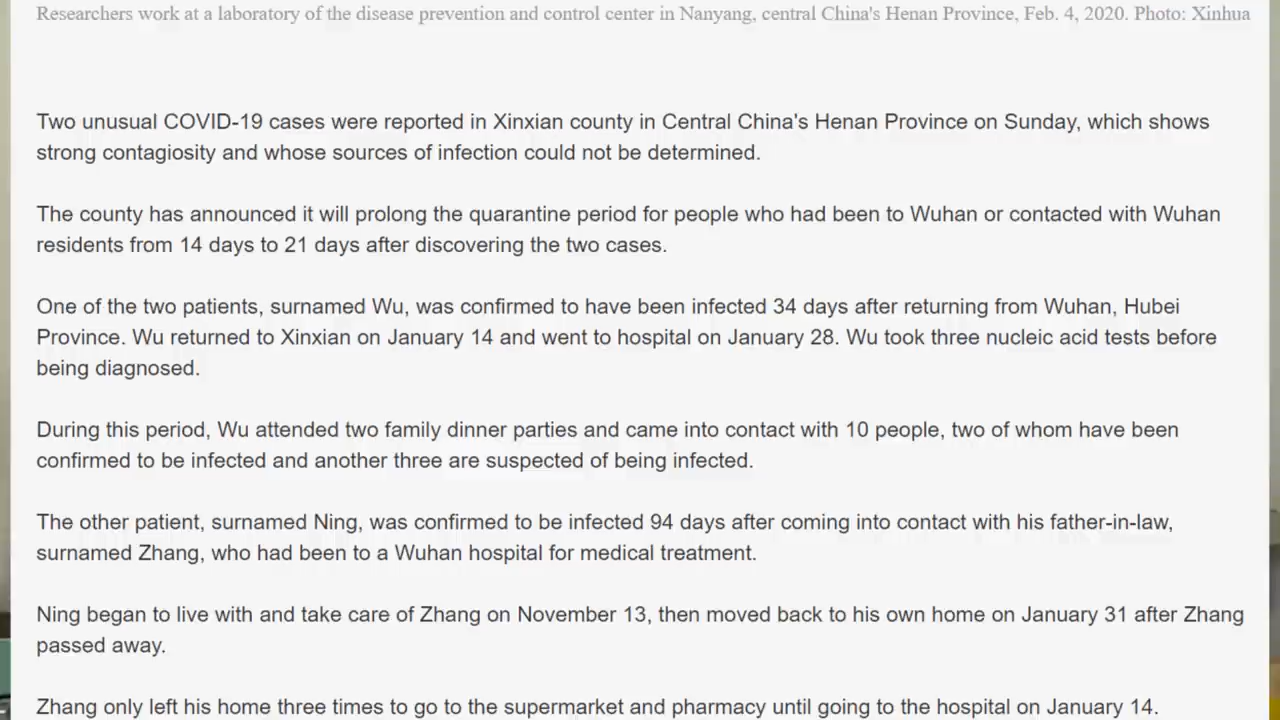 Researchers work at a laboratory of the disease prevention and control center in Nanyang, central China's Henan Province, Feb. 4, 2020. Photo: Xinhua
Two unusual COVID-19 cases were reported in Xinxian county in Central China's Henan Province on Sunday, which shows
strong contagiosity and whose sources of infection could not be determined.
The county has announced it will prolong the quarantine period for people who had been to Wuhan or contacted with Wuhan
residents from 14 days to 21 days after discovering the two cases.
One of the two patients, surnamed Wu, was confirmed to have been infected 34 days after returning from Wuhan, Hubei
Province. Wu returned to Xinxian on January 14 and went to hospital on January 28. Wu took three nucleic acid tests before
being diagnosed.
During this period, Wu attended two family dinner parties and came into contact with 10 people, two of whom have been
confirmed to be infected and another three are suspected of being infected.
The other patient, surnamed Ning, was confirmed to be infected 94 days after coming into contact with his father-in-law,
surnamed Zhang, who had been to a Wuhan hospital for medical treatment.
Ning began to live with and take care of Zhang on November 13, then moved back to his own home on January 31 after Zhang
passed away.
Zhang only left his home three times to go to the supermarket and pharmacy until going to the hospital on January 14.